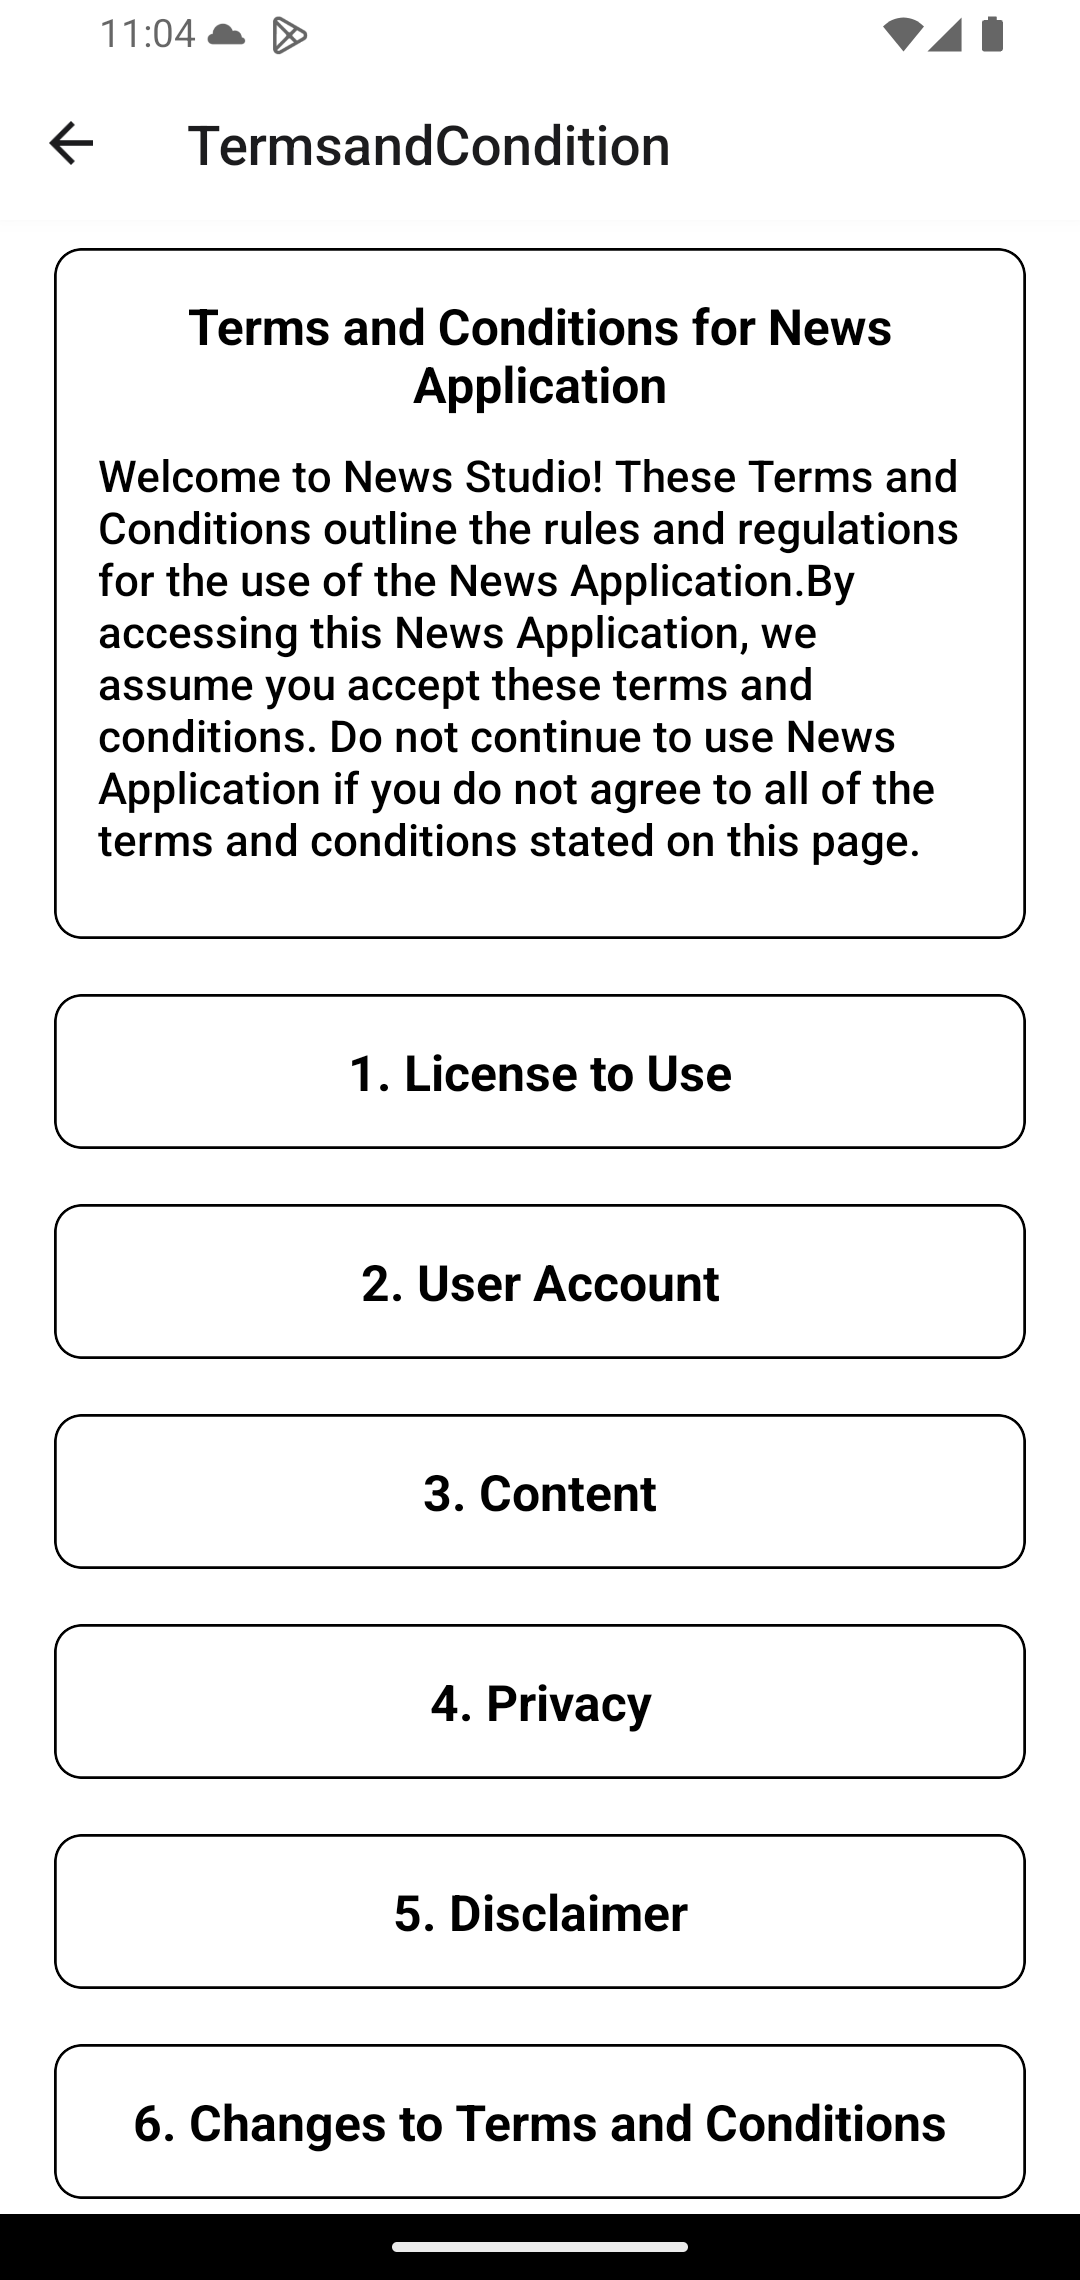 11:04
TermsandCondition
Terms and Conditions for News
Application
Welcome to News Studio! These Terms and
Conditions outline the rules and regulations
for the use of the News Application.By
accessing this News Application, we
assume you accept these terms and
conditions. Do not continue to use News
Application if you do not agree to all of the
terms and conditions stated on this page.
1. License to Use
2. User Account
3. Content
4. Privacy
5. Disclaimer
6. Changes to Terms and Conditions